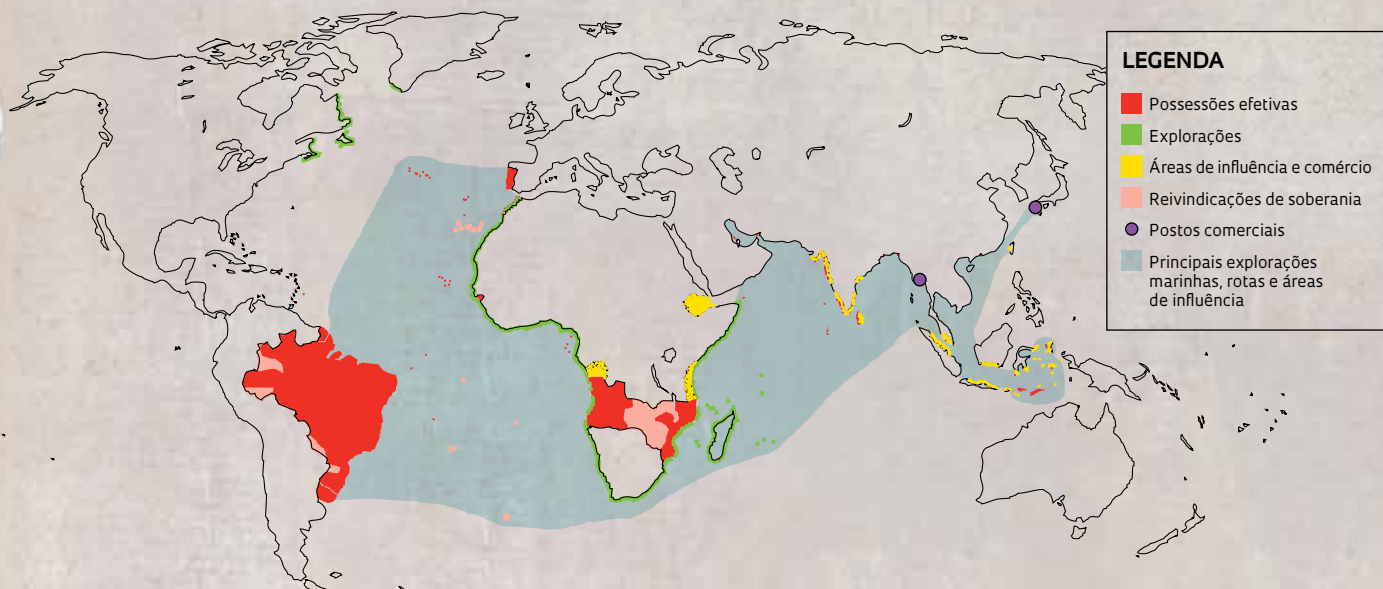 LEGENDA
Possessões efetivas
Explorações
Áreas de influência e comércio
Reivindicações de soberania
Postos comerciais
Principais explorações
marinhas, rotas e áreas
de influência